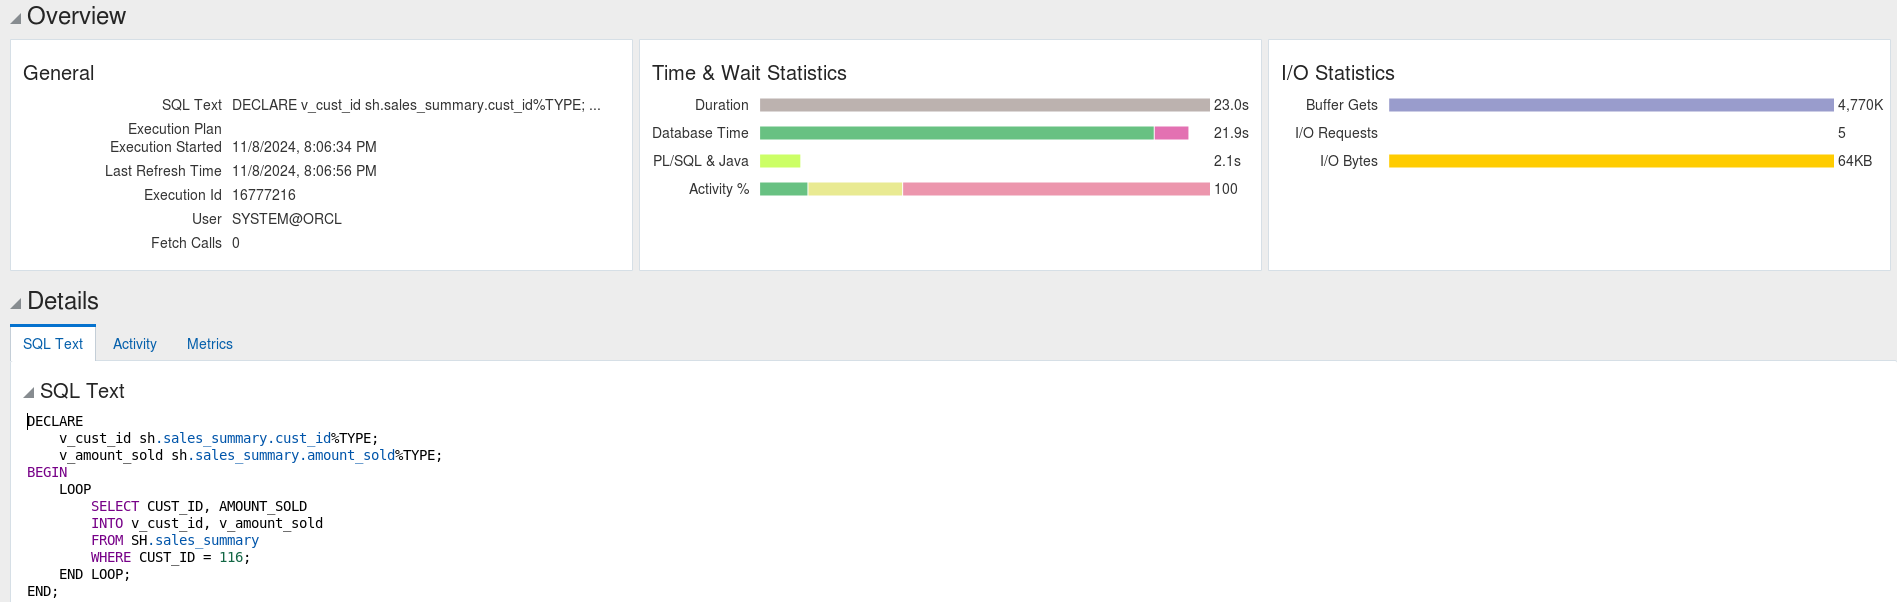 Overview
General
SQL Text DECLARE v_cust_id sh.sales_summary.cust_id%TYPE; ...
Execution Plan
Execution Started 11/8/2024, 8:06:34 PM
Last Refresh Time 11/8/2024, 8:06:56 PM
Execution Id 16777216
User SYSTEM@ORCL
Fetch Calls 0
Time & Wait Statistics
Duration 23.0s
Database Time 21.9s
PL/SQL & Java 2.1s
Activity % 100
I/O Statistics
Buffer Gets 4,770K
I/O Requests 5
I/O Bytes 64KB
Details
SQL Text Activity Metrics
SQL Text
DECLARE
    v_cust_id sh.sales_summary.cust_id%TYPE;
    v_amount_sold sh.sales_summary.amount_sold%TYPE;
BEGIN
    LOOP
        SELECT CUST_ID, AMOUNT_SOLD
        INTO v_cust_id, v_amount_sold
        FROM SH.sales_summary
        WHERE CUST_ID = 116;
    END LOOP;
END;